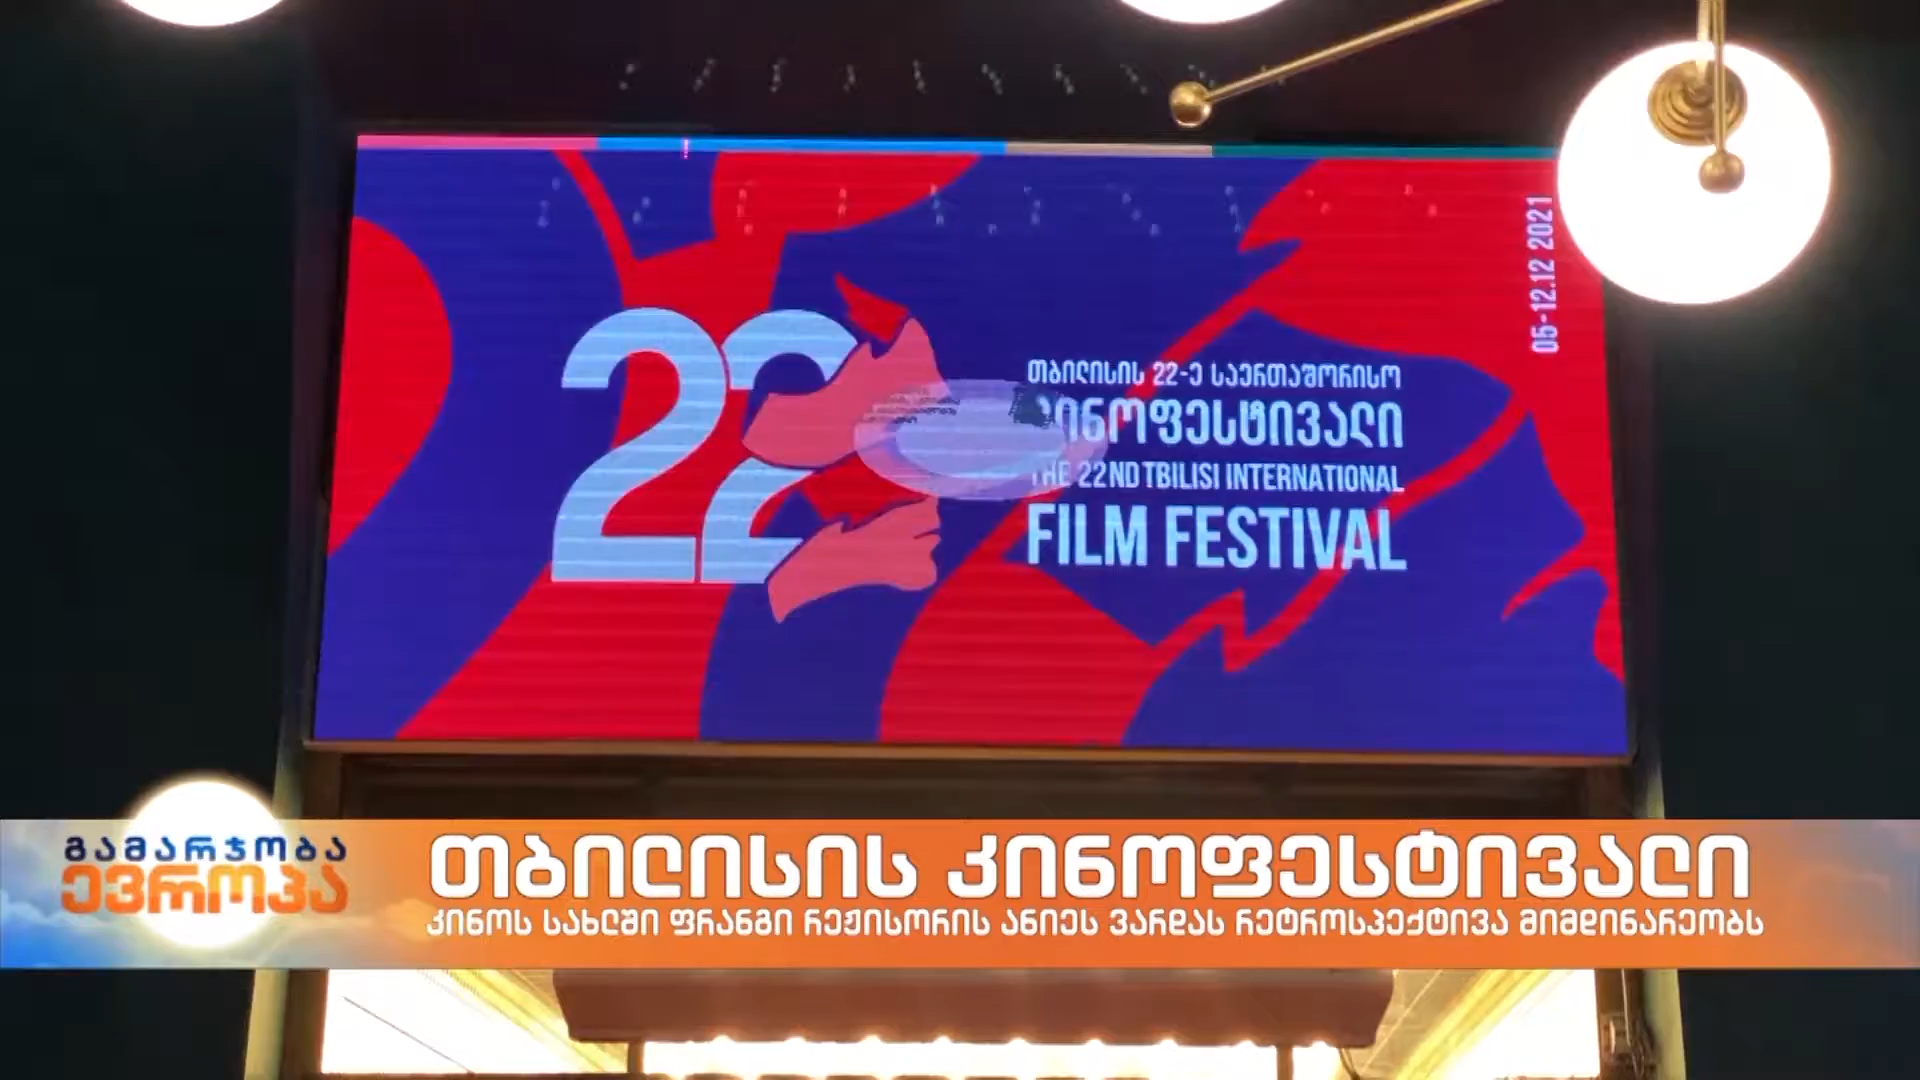 05-12.12 2021
22
თბილისის 22-ე საერთაშორისო
კინოფესტივალი
THE 22ND TBILISI INTERNATIONAL
FILM FESTIVAL
გამარჯობა
ევროპა
თბილისის კინოფესტივალი
კინოს სახლში ფრანგი რეჟისორის ანიეს ვარდას რეტროსპექტივა მიმდინარეობს